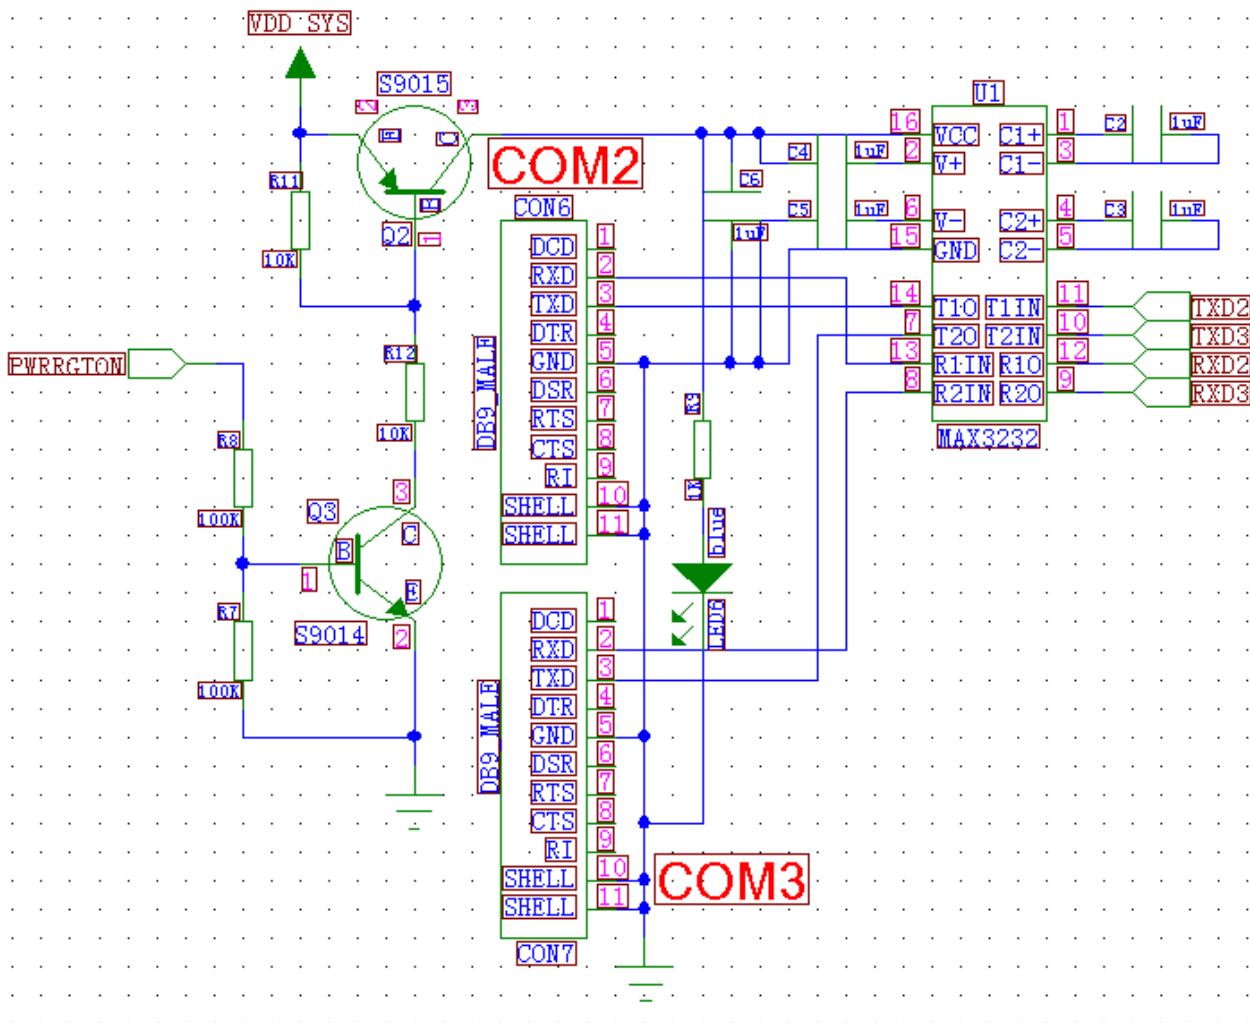 VDD_SYS
S9015
2
3
E
C
B
Q2
1
R11
10K
R12
10K
PWRRGTON
R8
100K
R7
100K
Q3
3
C
B
1
E
S9014
2
COM2
CON6
DB9_MALE
DCD 1
RXD 2
TXD 3
DTR 4
GND 5
DSR 6
RTS 7
CTS 8
RI 9
SHELL 10
SHELL 11
DB9_MALE
DCD 1
RXD 2
TXD 3
DTR 4
GND 5
DSR 6
RTS 7
CTS 8
RI 9
SHELL 10
SHELL 11
CON7
COM3
1K
blue
LED6
C4 1uF
C6
C5 1uF
1uF
U1
16 VCC C1+ 1
2 V+ C1- 3
6 V- C2+ 4
15 GND C2- 5
14 T1O T1IN 11
7 T2O T2IN 10
13 R1IN R1O 12
8 R2IN R2O 9
MAX3232
C2 1uF
C3 1uF
TXD2
TXD3
RXD2
RXD3